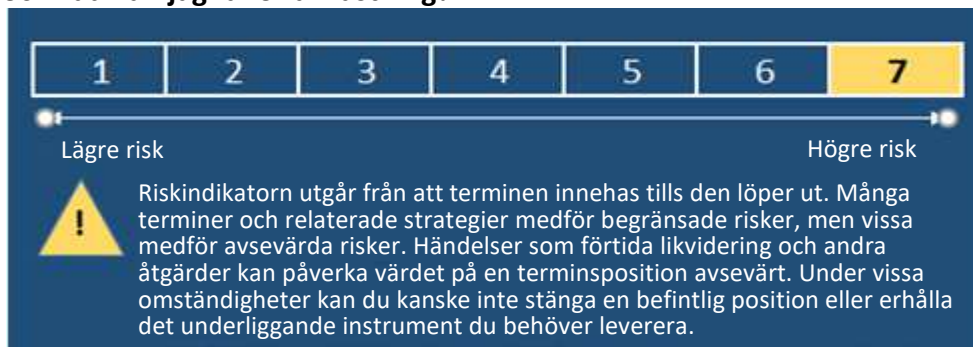 1 2 3 4 5 6 7
Lägre risk Högre risk
! Riskindikatorn utgår från att terminen innehas tills den löper ut. Många
terminer och relaterade strategier medför begränsade risker, men vissa
medför avsevärda risker. Händelser som förtida likvidering och andra
åtgärder kan påverka värdet på en terminsposition avsevärt. Under vissa
omständigheter kan du kanske inte stänga en befintlig position eller erhålla
det underliggande instrument du behöver leverera.